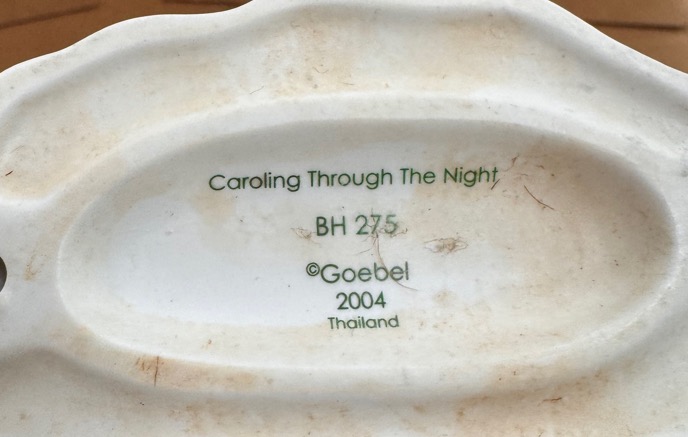 Caroling Through The Night
BH 275
©Goebel
2004
Thailand